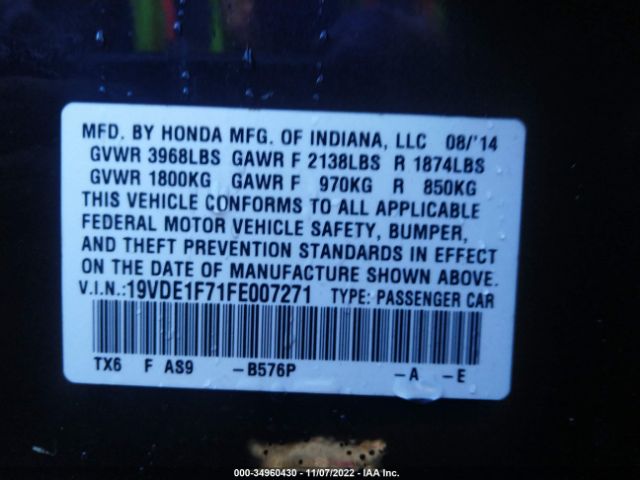 MFD. BY HONDA MFG. OF INDIANA, LLC 08/'14
GVWR 3968LBS GAWR F 2138LBS R 1874LBS
GVWR 1800KG GAWR F 970KG R 850KG
THIS VEHICLE CONFORMS TO ALL APPLICABLE
FEDERAL MOTOR VEHICLE SAFETY, BUMPER,
AND THEFT PREVENTION STANDARDS IN EFFECT
ON THE DATE OF MANUFACTURE SHOWN ABOVE.
V.I.N.:19VDE1F71FE007271 TYPE: PASSENGER CAR
TX6 F AS9 -B576P -A -E
000-34960430 - 11/07/2022 - IAA Inc.